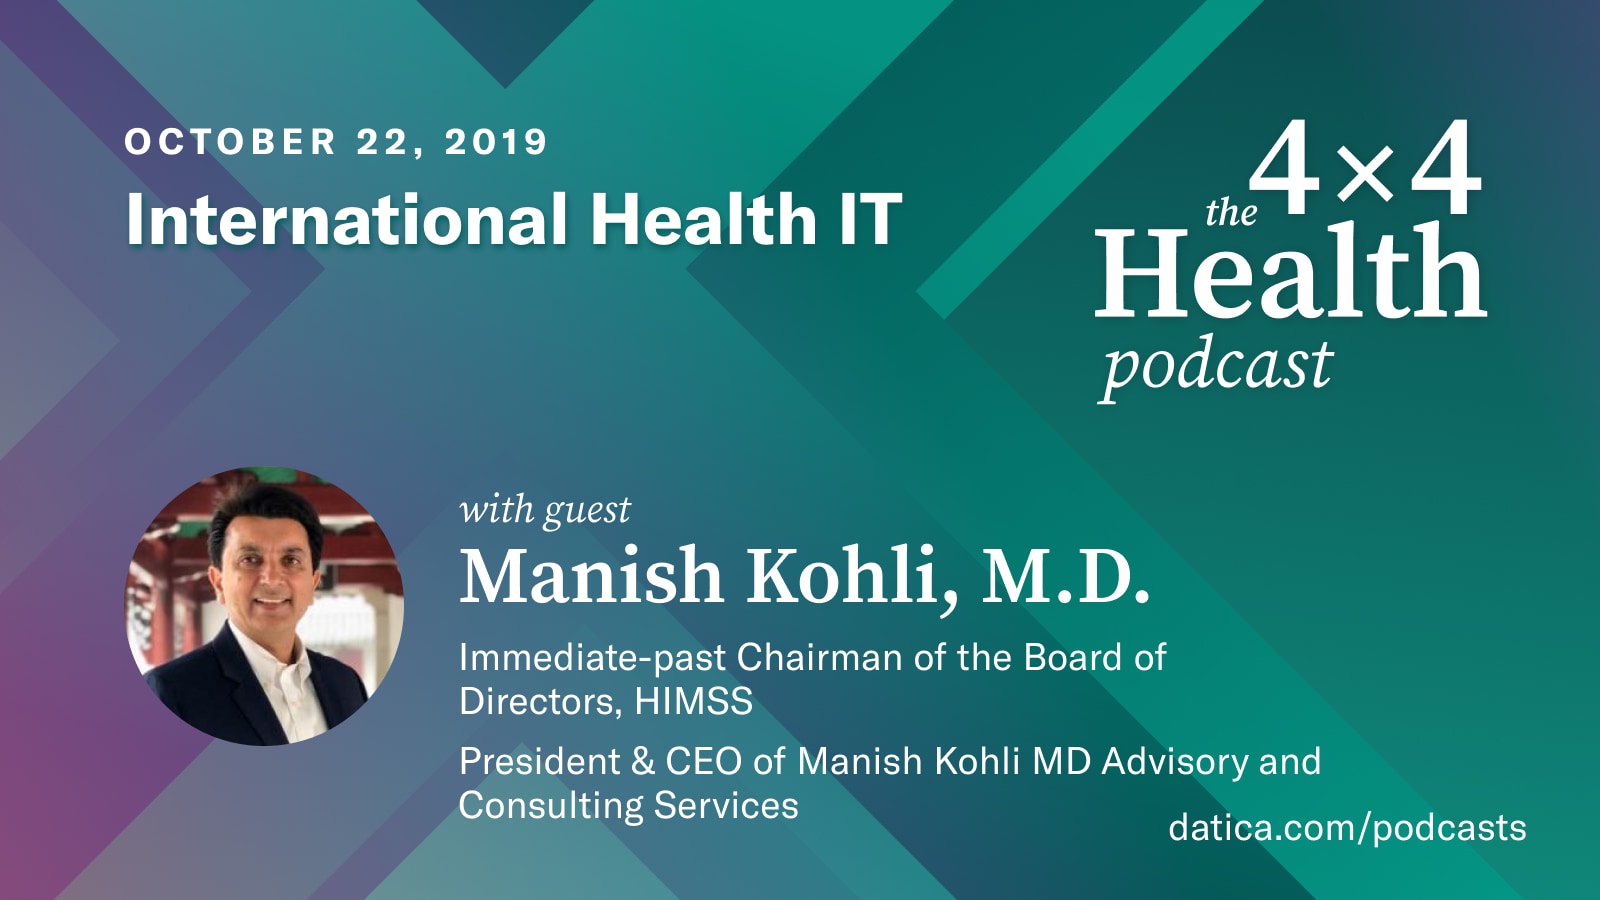 OCTOBER 22, 2019
International Health IT
the 4×4
Health
podcast
with guest
Manish Kohli, M.D.
Immediate-past Chairman of the Board of
Directors, HIMSS
President & CEO of Manish Kohli MD Advisory and
Consulting Services
datica.com/podcasts